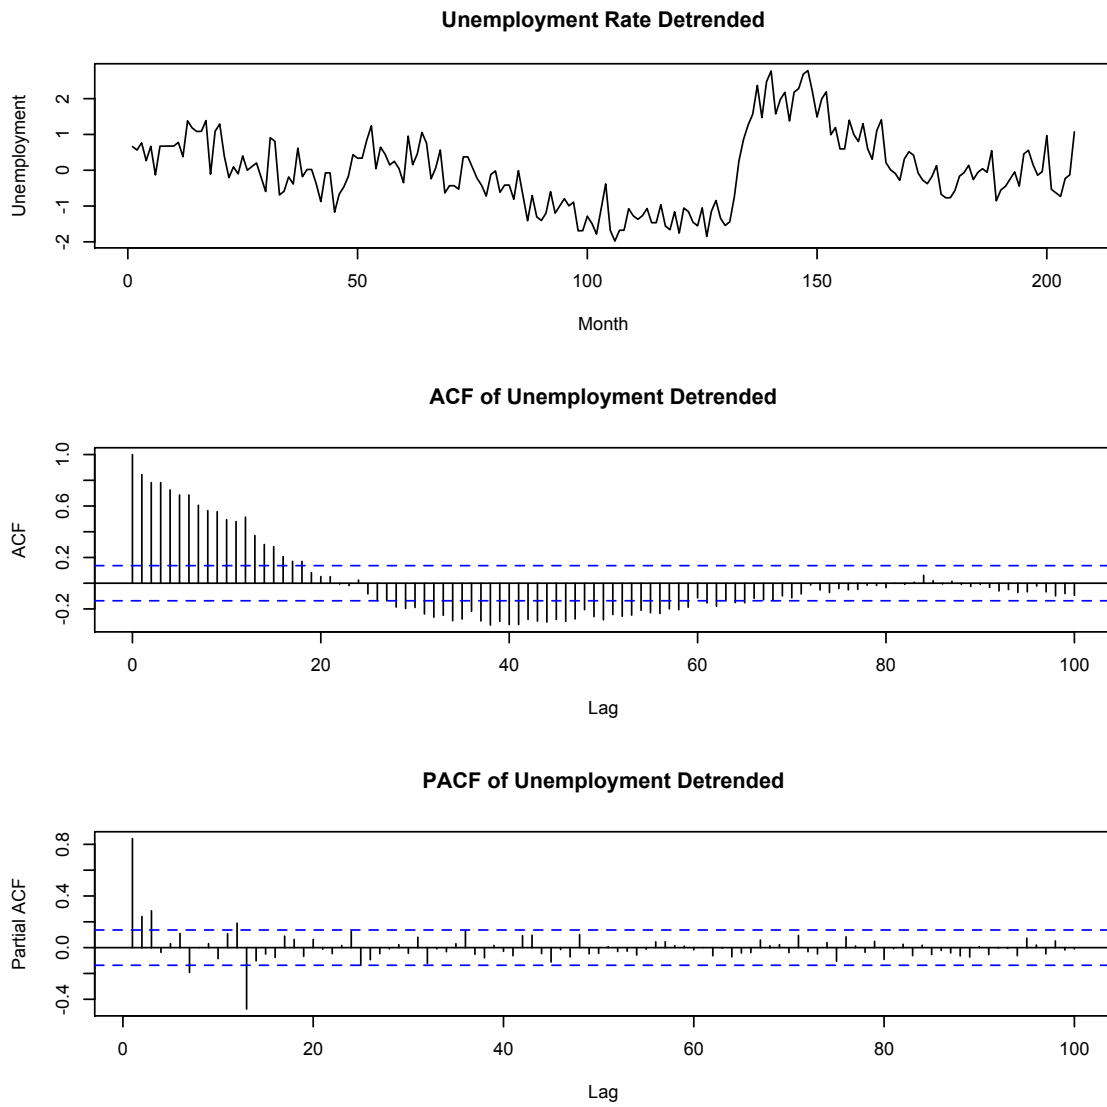 Unemployment Rate Detrended
Unemployment
-2 -1 0 1 2
0 50 100 150 200
Month
ACF of Unemployment Detrended
ACF
-0.2 0.2 0.6 1.0
0 20 40 60 80 100
Lag
PACF of Unemployment Detrended
Partial ACF
-0.4 0.0 0.4 0.8
0 20 40 60 80 100
Lag